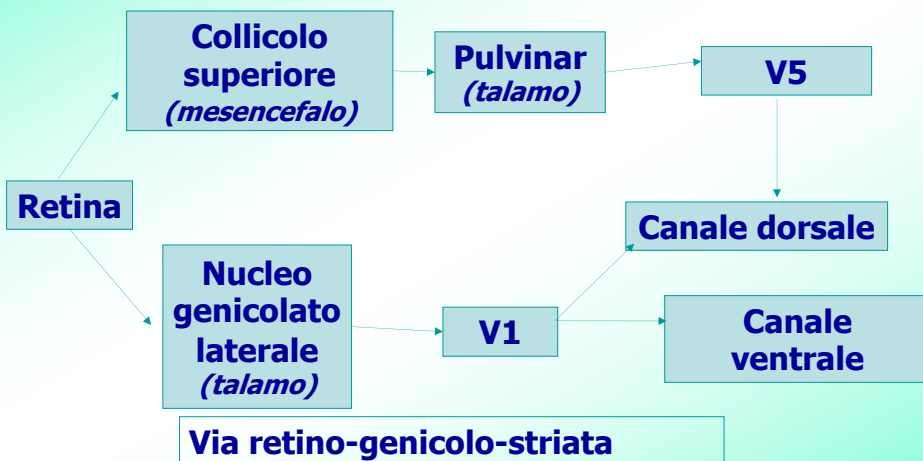 Collicolo
superiore
(mesencefalo)
Pulvinar
(talamo)
V5
Retina
Canale dorsale
Nucleo
genicolato
laterale
(talamo)
V1
Canale
ventrale
Via retino-genicolo-striata